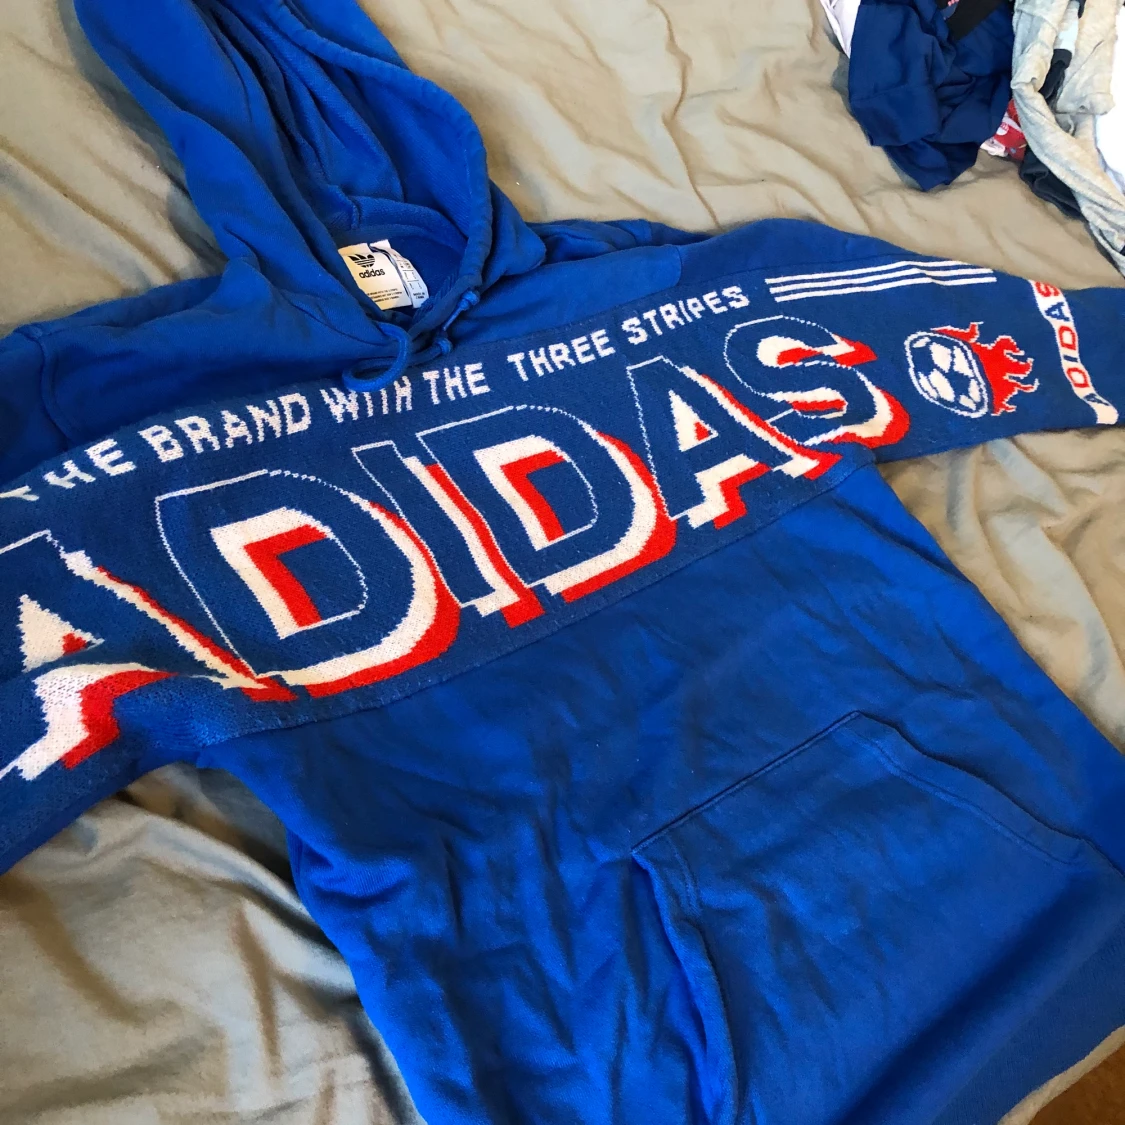 adidas
THE BRAND WITH THE THREE STRIPES
ADIDAS
ADIDAS